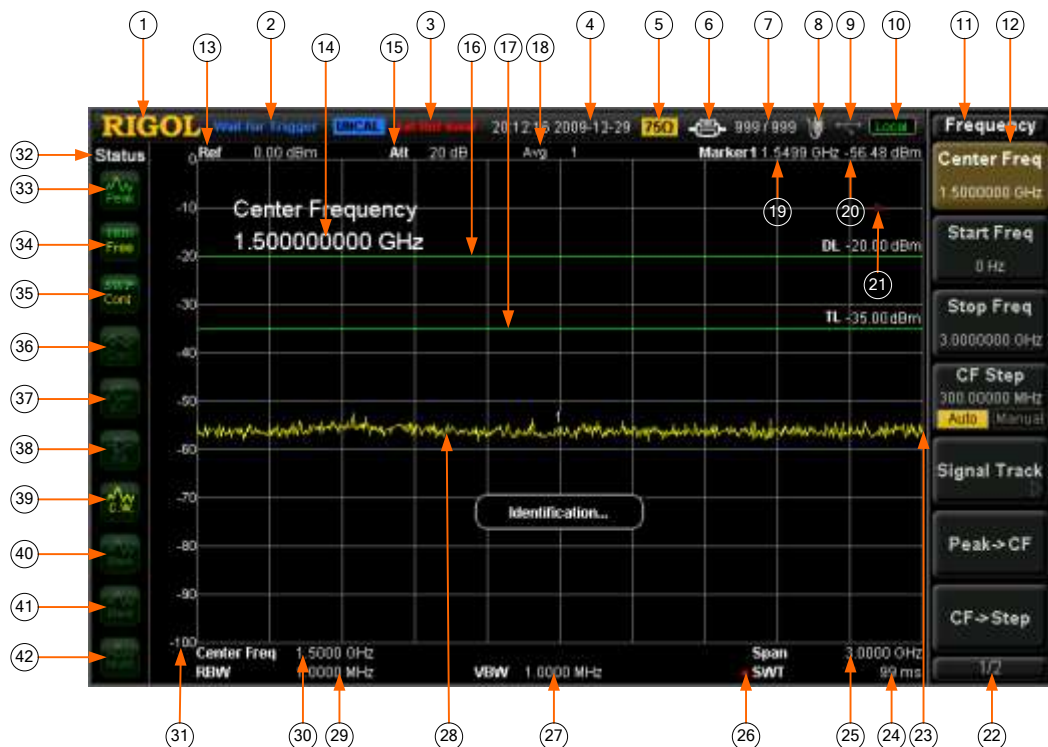 1 2 3 4 5 6 7 8 9 10 11 12
13 14 15 16 17 18
RIGOL Wait for Trigger UNCAL 20:12:16 2009-12-29 75Ω 999 / 999 LOCAL Frequency
32 Status Ref 0.00 dBm Att 20 dB Avg 1 Marker1 1.5499 GHz -56.48 dBm
0
Center Freq
1.5000000 GHz
33 Peak
19 20
-10
Center Frequency
1.500000000 GHz
34 Free
Start Freq
0 Hz
DL -20.00 dBm
-20
21
35 Cont
-30
Stop Freq
3.0000000 GHz
TL -35.00 dBm
36
-40
CF Step
300.00000 MHz
Auto Manual
37
-50
1
38
-60
Signal Track
39 C.W.
-70
Identification...
40
-80
Peak->CF
41
-90
CF->Step
42
-100
Center Freq 1.5000 GHz Span 3.0000 GHz
RBW 1.0000 MHz VBW 1.0000 MHz SWT 99 ms
1/2
31 30 29 28 27 26 25 24 23 22